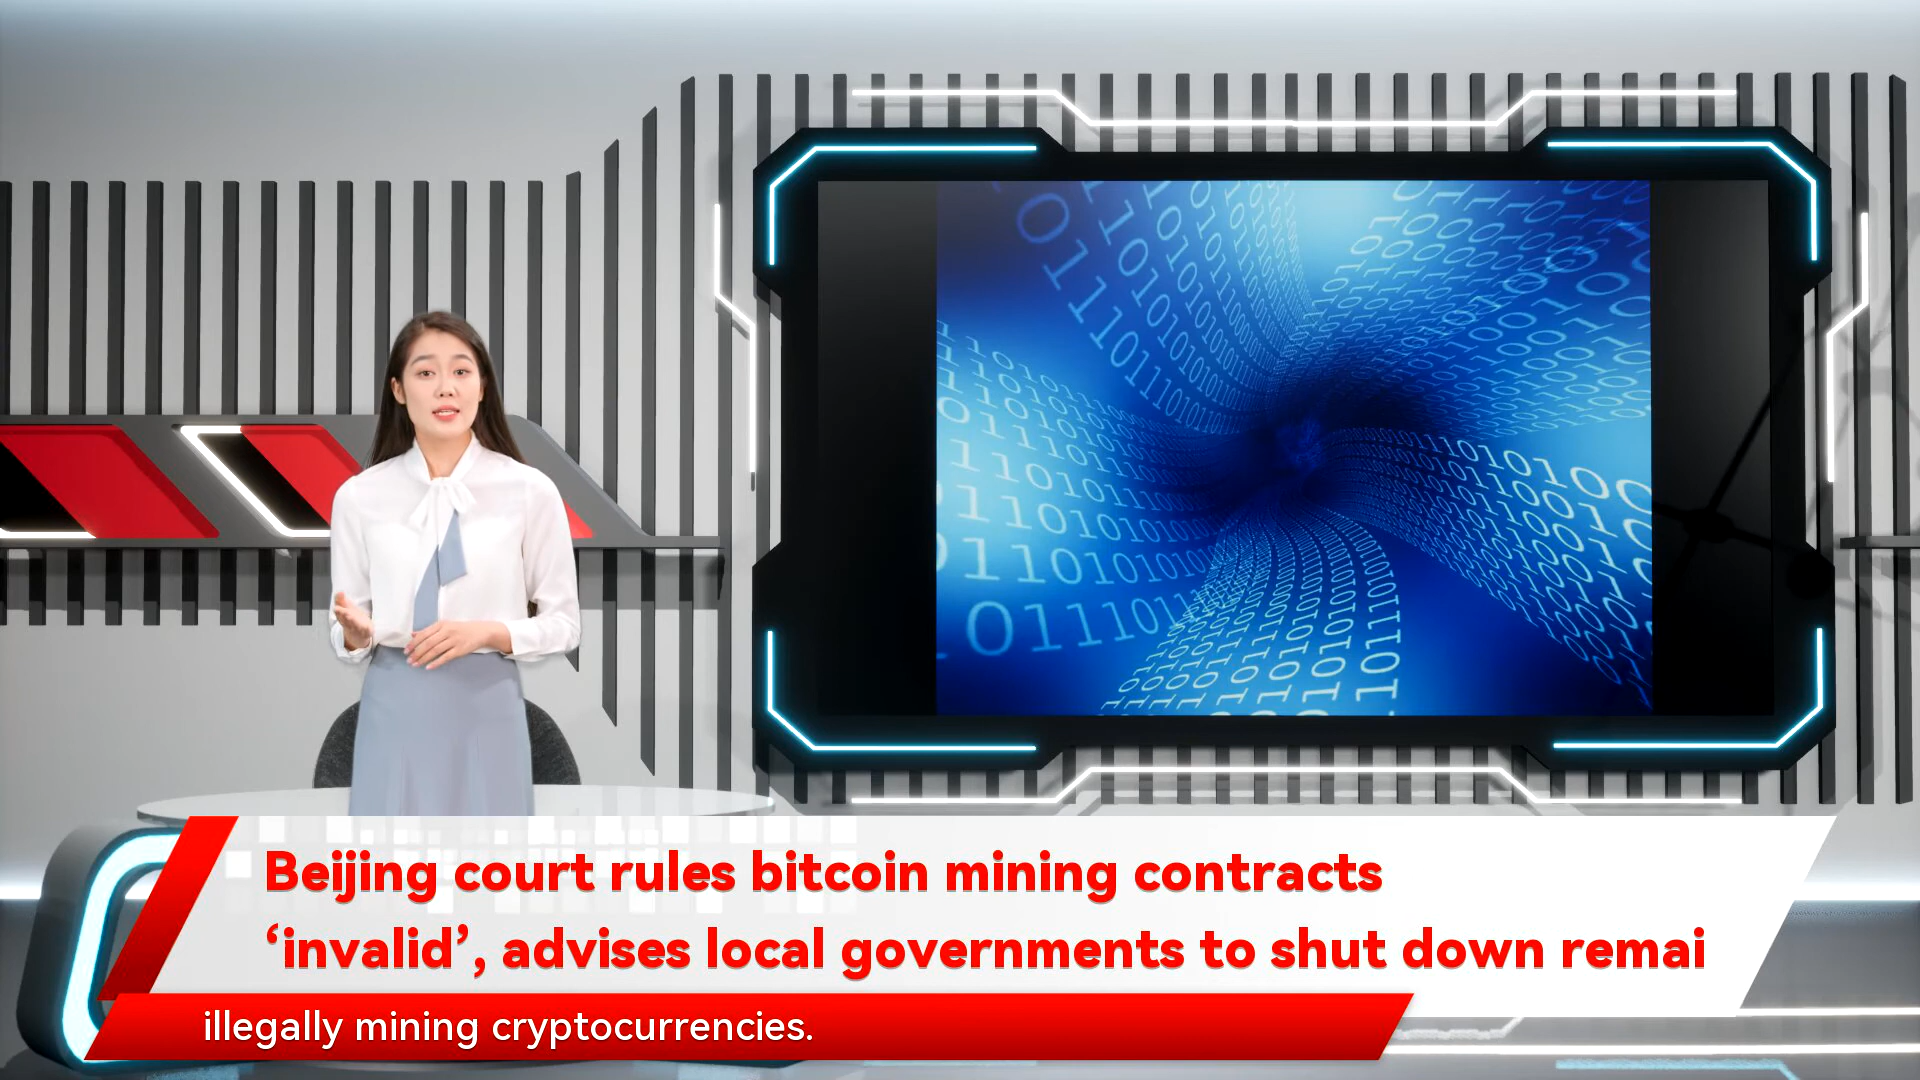 Beijing court rules bitcoin mining contracts
‘invalid’, advises local governments to shut down remai
illegally mining cryptocurrencies.